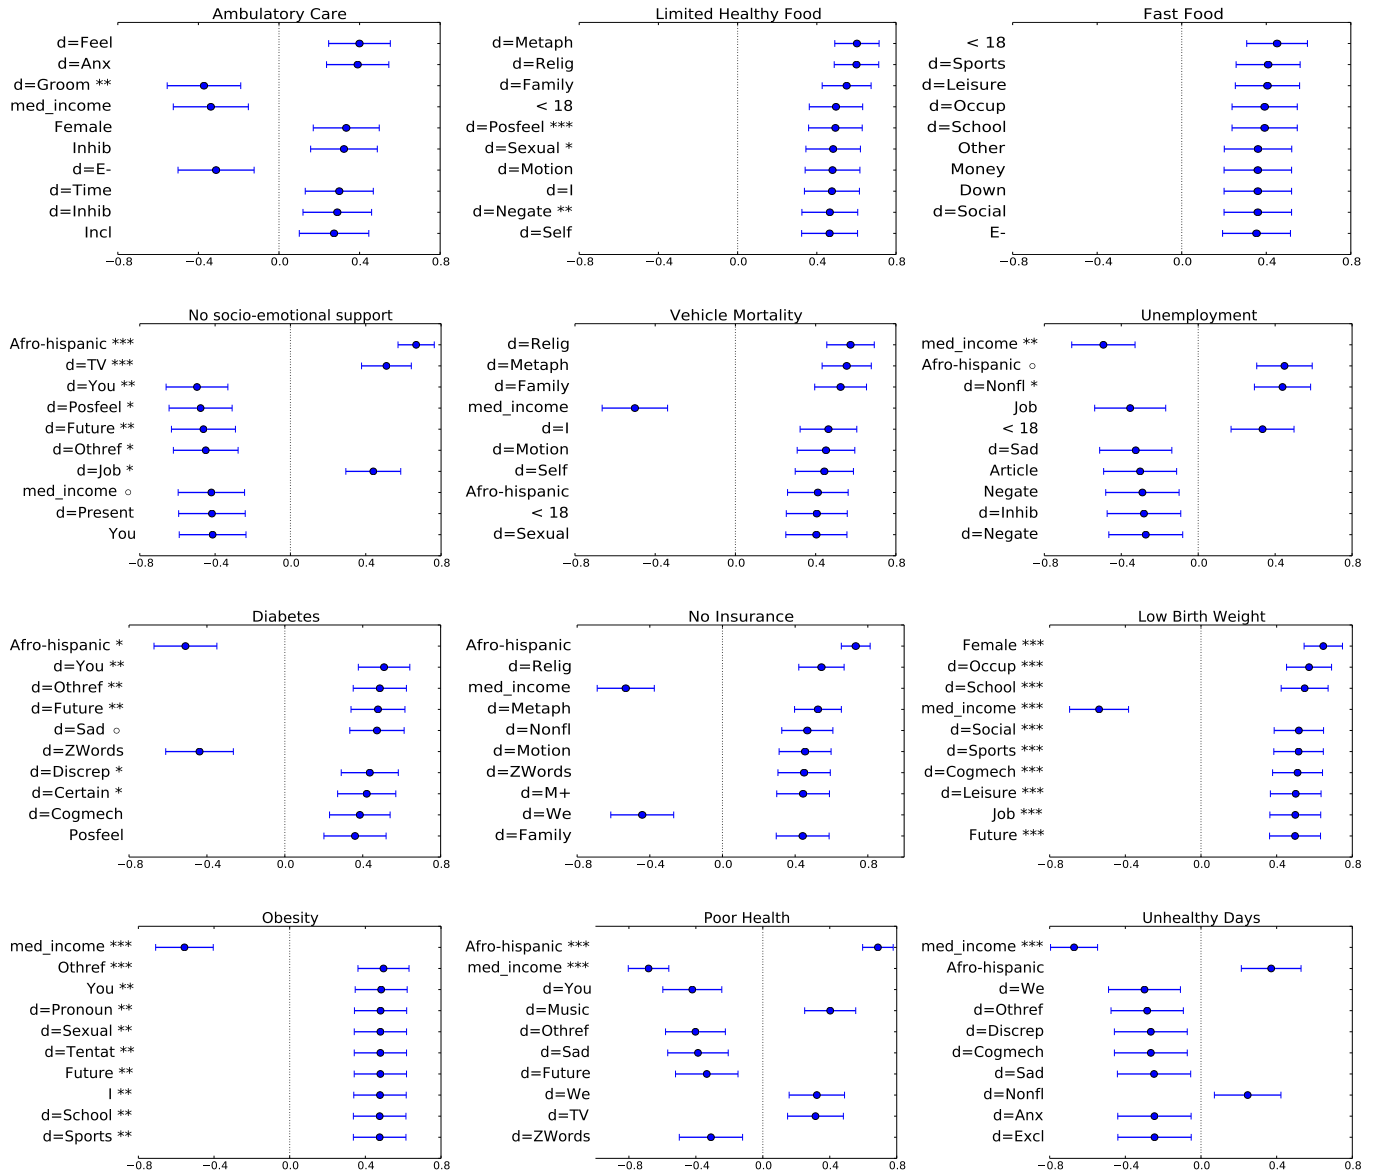 Ambulatory Care
d=Feel
d=Anx
d=Groom **
med_income
Female
Inhib
d=E-
d=Time
d=Inhib
Incl
−0.8 −0.4 0.0 0.4 0.8
Limited Healthy Food
d=Metaph
d=Relig
d=Family
< 18
d=Posfeel ***
d=Sexual *
d=Motion
d=I
d=Negate **
d=Self
−0.8 −0.4 0.0 0.4 0.8
Fast Food
< 18
d=Sports
d=Leisure
d=Occup
d=School
Other
Money
Down
d=Social
E-
−0.8 −0.4 0.0 0.4 0.8
No socio-emotional support
Afro-hispanic ***
d=TV ***
d=You **
d=Posfeel *
d=Future **
d=Othref *
d=Job *
med_income ○
d=Present
You
−0.8 −0.4 0.0 0.4 0.8
Vehicle Mortality
d=Relig
d=Metaph
d=Family
med_income
d=I
d=Motion
d=Self
Afro-hispanic
< 18
d=Sexual
−0.8 −0.4 0.0 0.4 0.8
Unemployment
med_income **
Afro-hispanic ○
d=Nonfl *
Job
< 18
d=Sad
Article
Negate
d=Inhib
d=Negate
−0.8 −0.4 0.0 0.4 0.8
Diabetes
Afro-hispanic *
d=You **
d=Othref **
d=Future **
d=Sad ○
d=ZWords
d=Discrep *
d=Certain *
d=Cogmech
Posfeel
−0.8 −0.4 0.0 0.4 0.8
No Insurance
Afro-hispanic
d=Relig
med_income
d=Metaph
d=Nonfl
d=Motion
d=ZWords
d=M+
d=We
d=Family
−0.8 −0.4 0.0 0.4 0.8
Low Birth Weight
Female ***
d=Occup ***
d=School ***
med_income ***
d=Social ***
d=Sports ***
d=Cogmech ***
d=Leisure ***
Job ***
Future ***
−0.8 −0.4 0.0 0.4 0.8
Obesity
med_income ***
Othref ***
You **
d=Pronoun **
d=Sexual **
d=Tentat **
Future **
I **
d=School **
d=Sports **
−0.8 −0.4 0.0 0.4 0.8
Poor Health
Afro-hispanic ***
med_income ***
d=You
d=Music
d=Othref
d=Sad
d=Future
d=We
d=TV
d=ZWords
−0.8 −0.4 0.0 0.4 0.8
Unhealthy Days
med_income ***
Afro-hispanic
d=We
d=Othref
d=Discrep
d=Cogmech
d=Sad
d=Nonfl
d=Anx
d=Excl
−0.8 −0.4 0.0 0.4 0.8